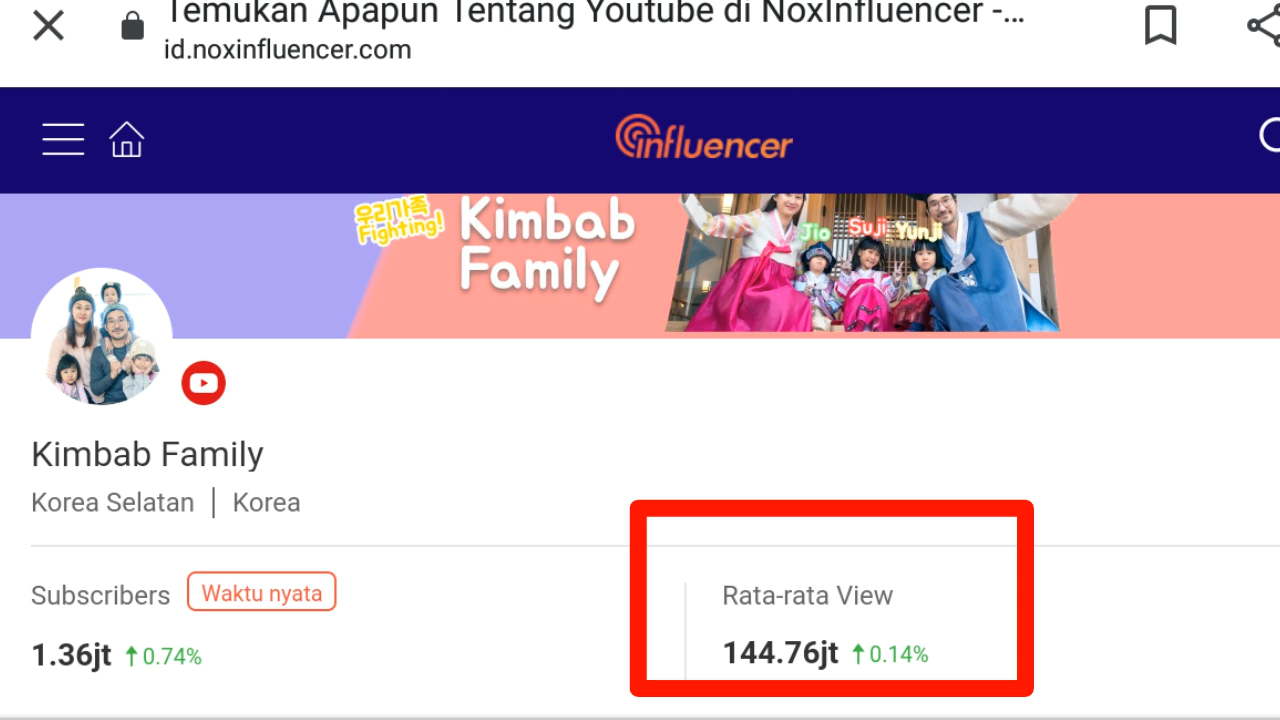 Temukan Apapun Tentang Youtube di NoxInfluencer -...
id.noxinfluencer.com
influencer
우리가족
Fighting!
Kimbab
Family
Jio Suji Yunji
Kimbab Family
Korea Selatan | Korea
Subscribers Waktu nyata
1.36jt ↑0.74%
Rata-rata View
144.76jt ↑0.14%